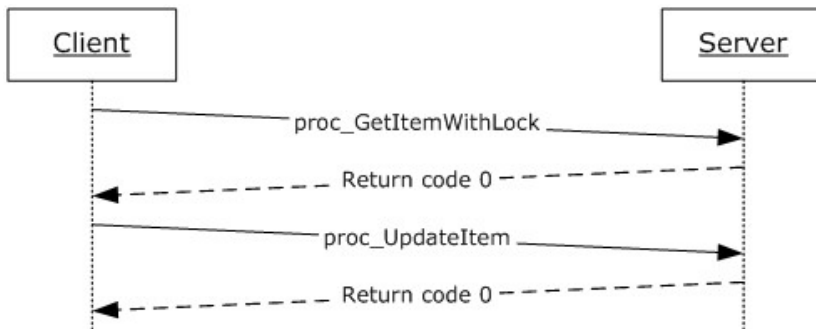 Client
Server
proc_GetItemWithLock
Return code 0
proc_UpdateItem
Return code 0